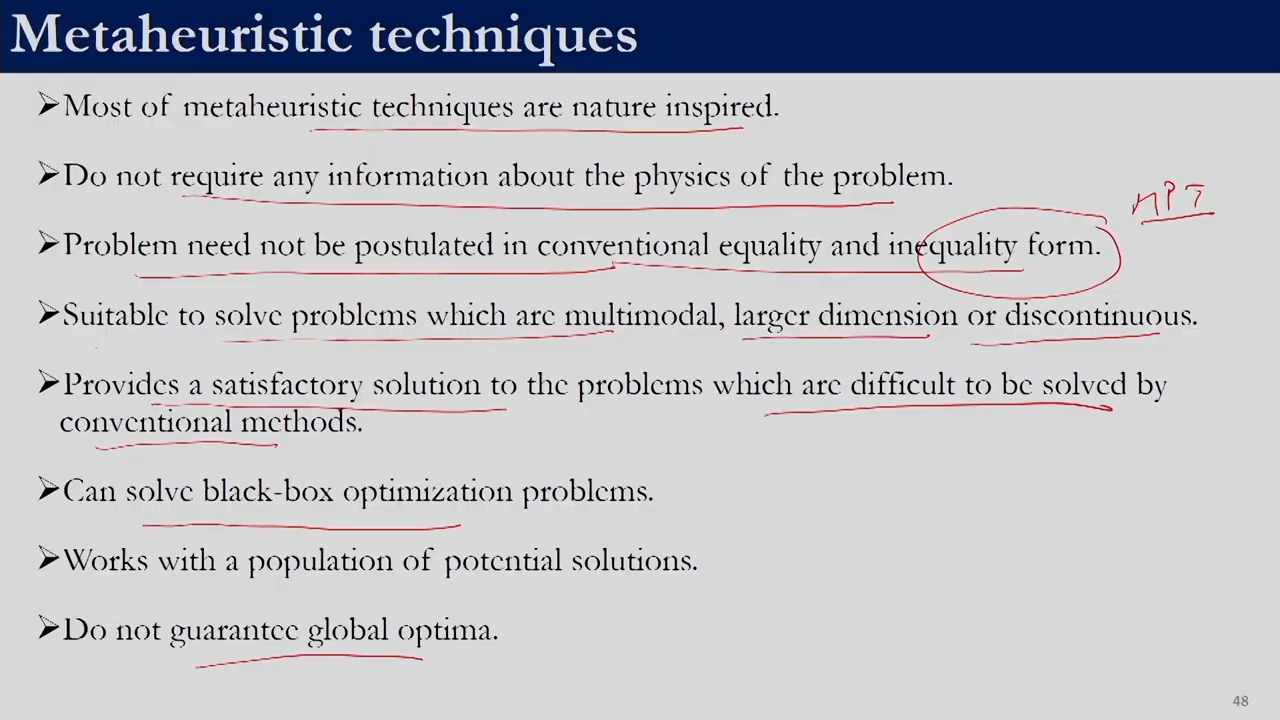 Metaheuristic techniques
➢Most of metaheuristic techniques are nature inspired.
➢Do not require any information about the physics of the problem.
➢Problem need not be postulated in conventional equality and inequality form.
➢Suitable to solve problems which are multimodal, larger dimension or discontinuous.
➢Provides a satisfactory solution to the problems which are difficult to be solved by
conventional methods.
➢Can solve black-box optimization problems.
➢Works with a population of potential solutions.
➢Do not guarantee global optima.
48